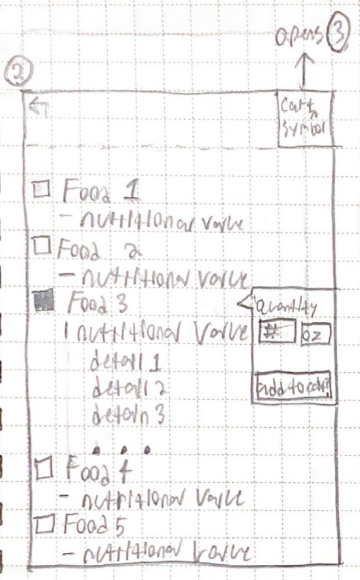 opens 3
2
Cart
symbol
Food 1
- nutritional value
Food 2
- nutritional value
Food 3
| nutritional value
detail 1
detail 2
detail 3
...
Food 4
- nutritional value
Food 5
- nutritional value
Quantity
# oz
add to cart